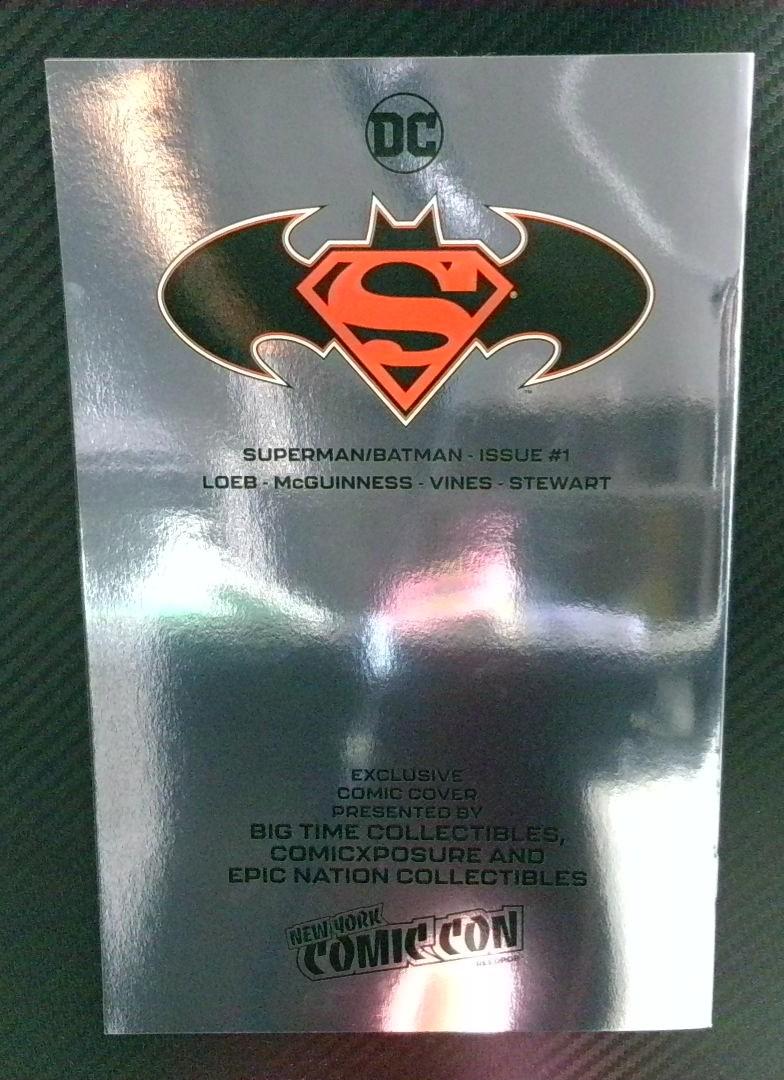 DC
S
SUPERMAN/BATMAN - ISSUE #1
LOEB - McGUINNESS - VINES - STEWART
EXCLUSIVE
COMIC COVER
PRESENTED BY
BIG TIME COLLECTIBLES,
COMICXPOSURE AND
EPIC NATION COLLECTIBLES
NEW YORK
COMIC CON
REEDPOP